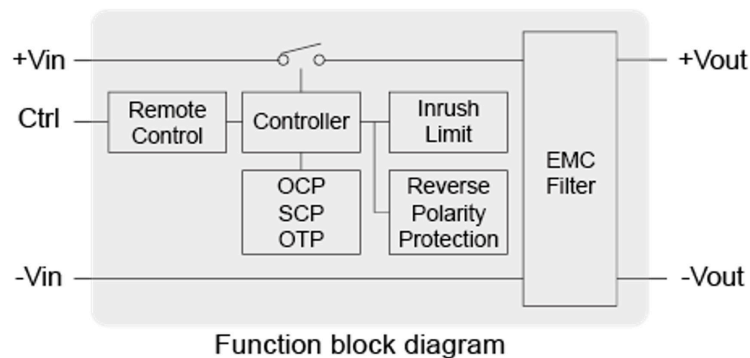 +Vin
+Vout
Ctrl
Remote
Control
Controller
Inrush
Limit
EMC
Filter
OCP
SCP
OTP
Reverse
Polarity
Protection
-Vin
-Vout
Function block diagram